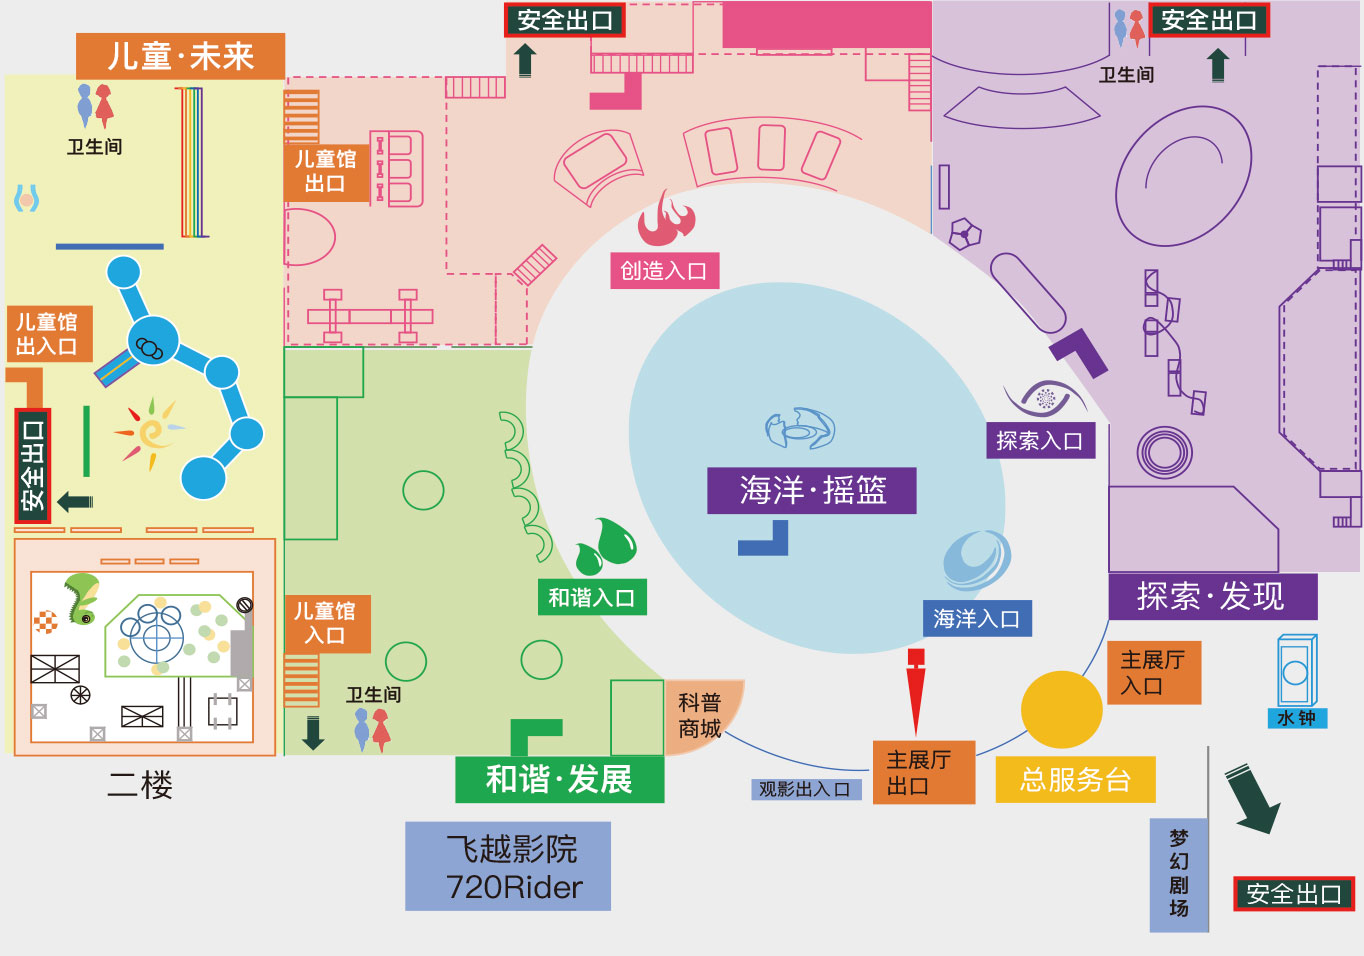 安全出口
安全出口
儿童·未来
卫生间
卫生间
儿童馆
出口
创造入口
儿童馆
出入口
安全出口
探索入口
海洋·摇篮
和谐入口
海洋入口
探索·发现
儿童馆
入口
卫生间
科普
商城
主展厅
入口
水钟
主展厅
出口
总服务台
观影出入口
二楼
和谐·发展
飞越影院
720Rider
梦
幻
剧
场
安全出口